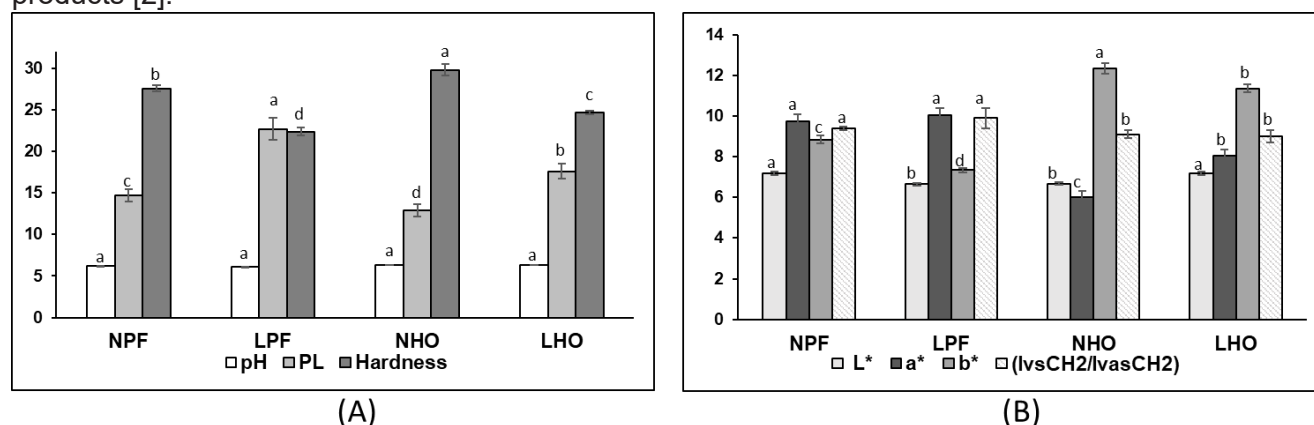 products [2].
30
25
20
15
10
5
0
a c b
a a d
a d a
a b c
NPF LPF NHO LHO
pH PL Hardness
(A)
14
12
10
8
6
4
2
0
a a c a
b a d a
b c a b
a b b b
NPF LPF NHO LHO
L* a* b* (IvsCH2/IvasCH2)
(B)